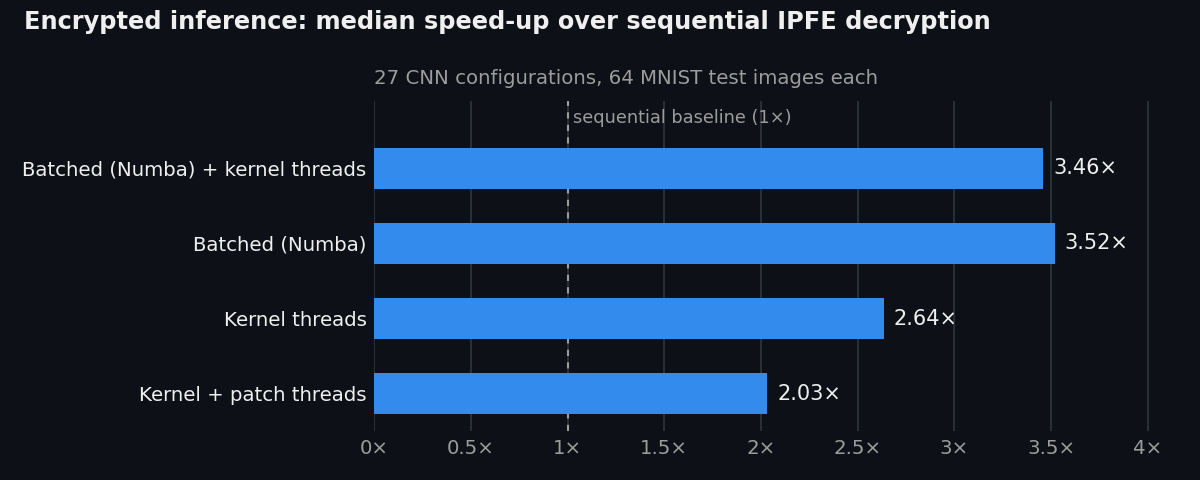 Encrypted inference: median speed-up over sequential IPFE decryption
27 CNN configurations, 64 MNIST test images each
sequential baseline (1×)
Batched (Numba) + kernel threads 3.46×
Batched (Numba) 3.52×
Kernel threads 2.64×
Kernel + patch threads 2.03×
0× 0.5× 1× 1.5× 2× 2.5× 3× 3.5× 4×